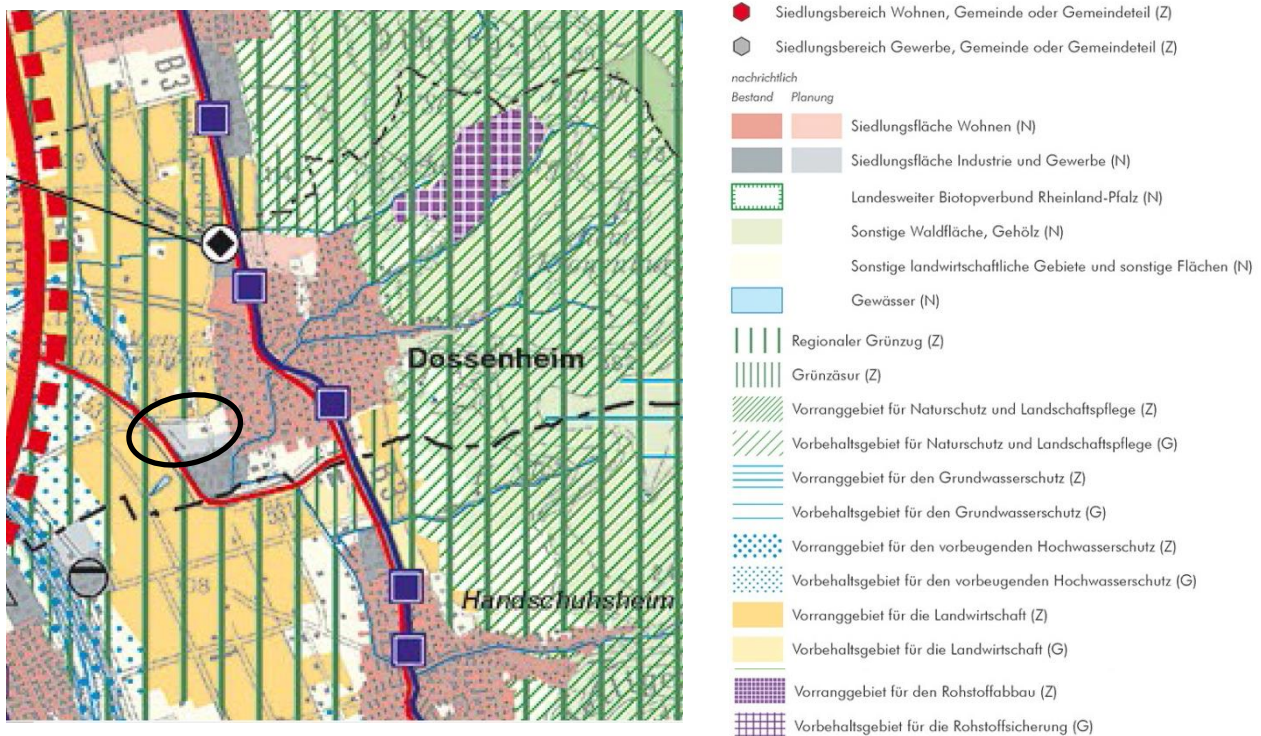 B3
Dossenheim
B3
Handschuhsheim
Siedlungsbereich Wohnen, Gemeinde oder Gemeindeteil (Z)
Siedlungsbereich Gewerbe, Gemeinde oder Gemeindeteil (Z)
nachrichtlich
Bestand Planung
Siedlungsfläche Wohnen (N)
Siedlungsfläche Industrie und Gewerbe (N)
Landesweiter Biotopverbund Rheinland-Pfalz (N)
Sonstige Waldfläche, Gehölz (N)
Sonstige landwirtschaftliche Gebiete und sonstige Flächen (N)
Gewässer (N)
Regionaler Grünzug (Z)
Grünzäsur (Z)
Vorranggebiet für Naturschutz und Landschaftspflege (Z)
Vorbehaltsgebiet für Naturschutz und Landschaftspflege (G)
Vorranggebiet für den Grundwasserschutz (Z)
Vorbehaltsgebiet für den Grundwasserschutz (G)
Vorranggebiet für den vorbeugenden Hochwasserschutz (Z)
Vorbehaltsgebiet für den vorbeugenden Hochwasserschutz (G)
Vorranggebiet für die Landwirtschaft (Z)
Vorbehaltsgebiet für die Landwirtschaft (G)
Vorranggebiet für den Rohstoffabbau (Z)
Vorbehaltsgebiet für die Rohstoffsicherung (G)